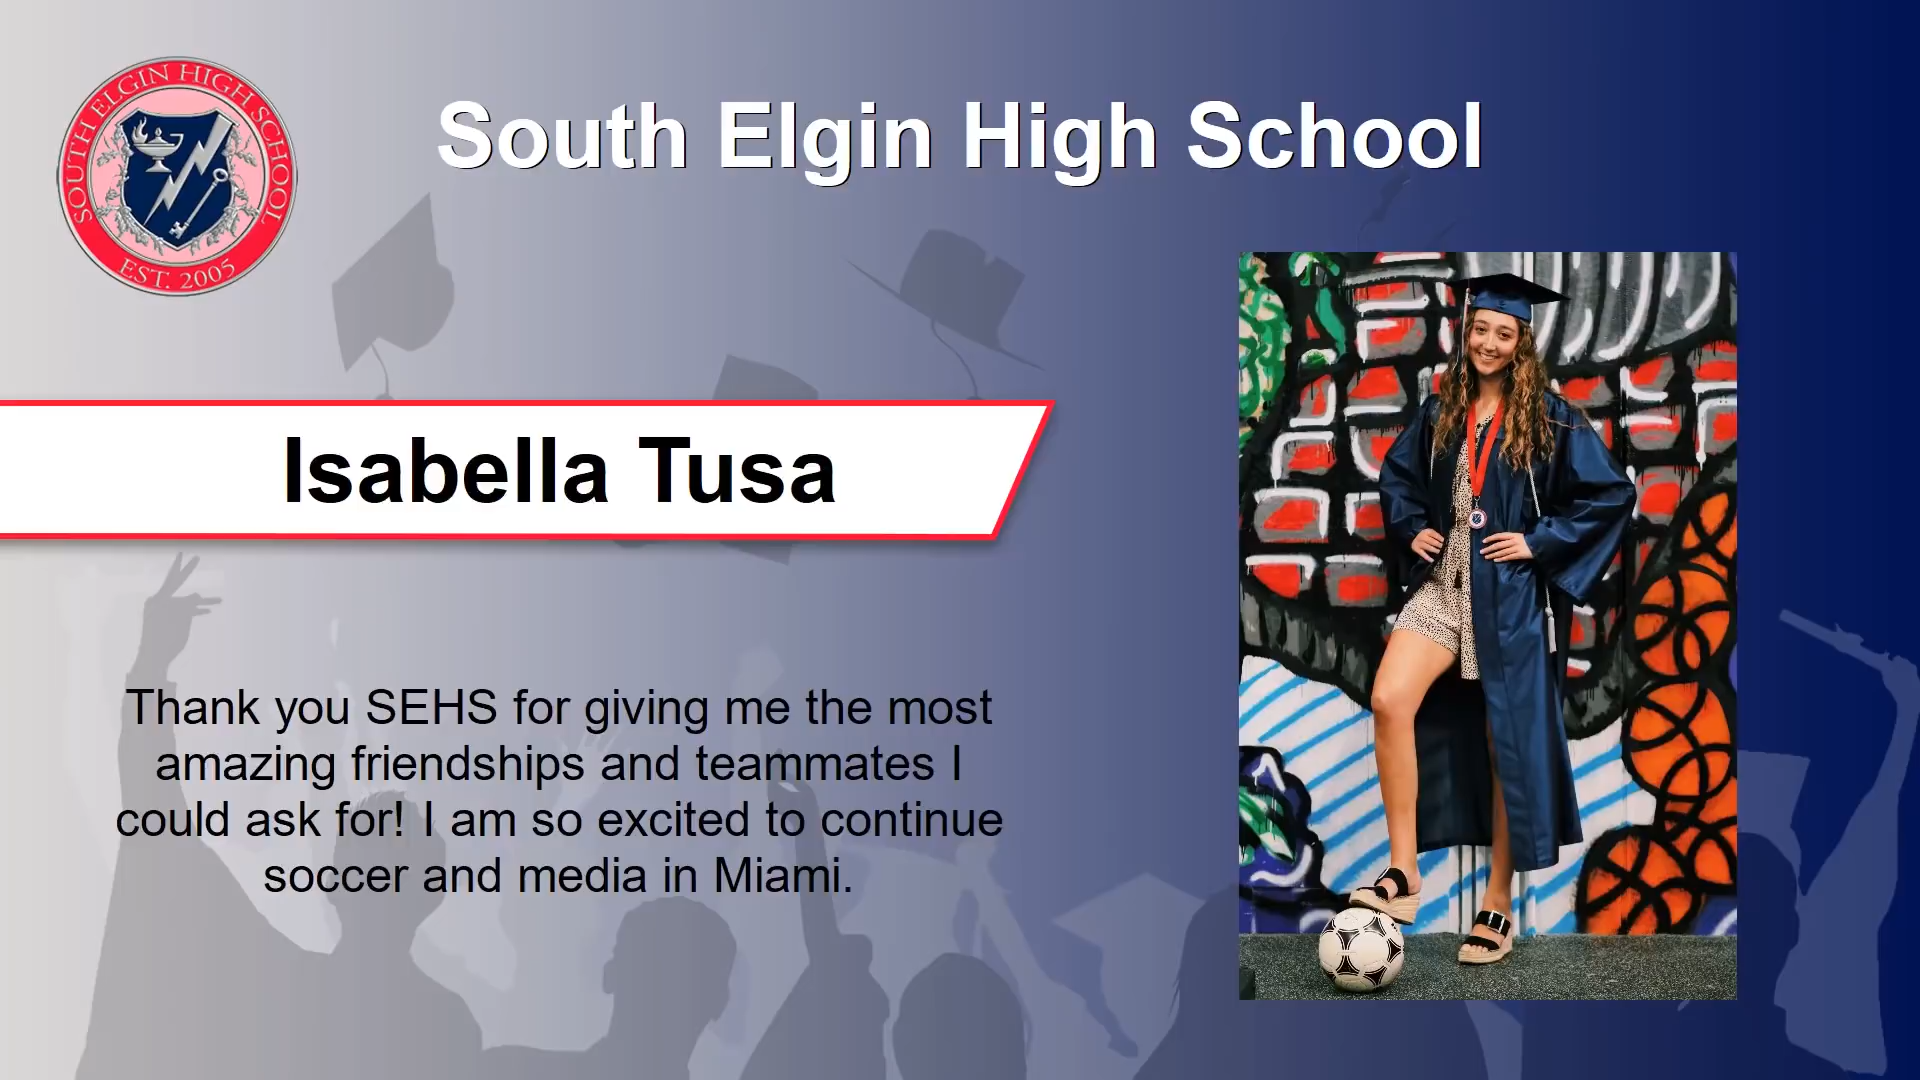 SOUTH ELGIN HIGH SCHOOL
EST. 2005
South Elgin High School
Isabella Tusa
Thank you SEHS for giving me the most
amazing friendships and teammates I
could ask for! I am so excited to continue
soccer and media in Miami.